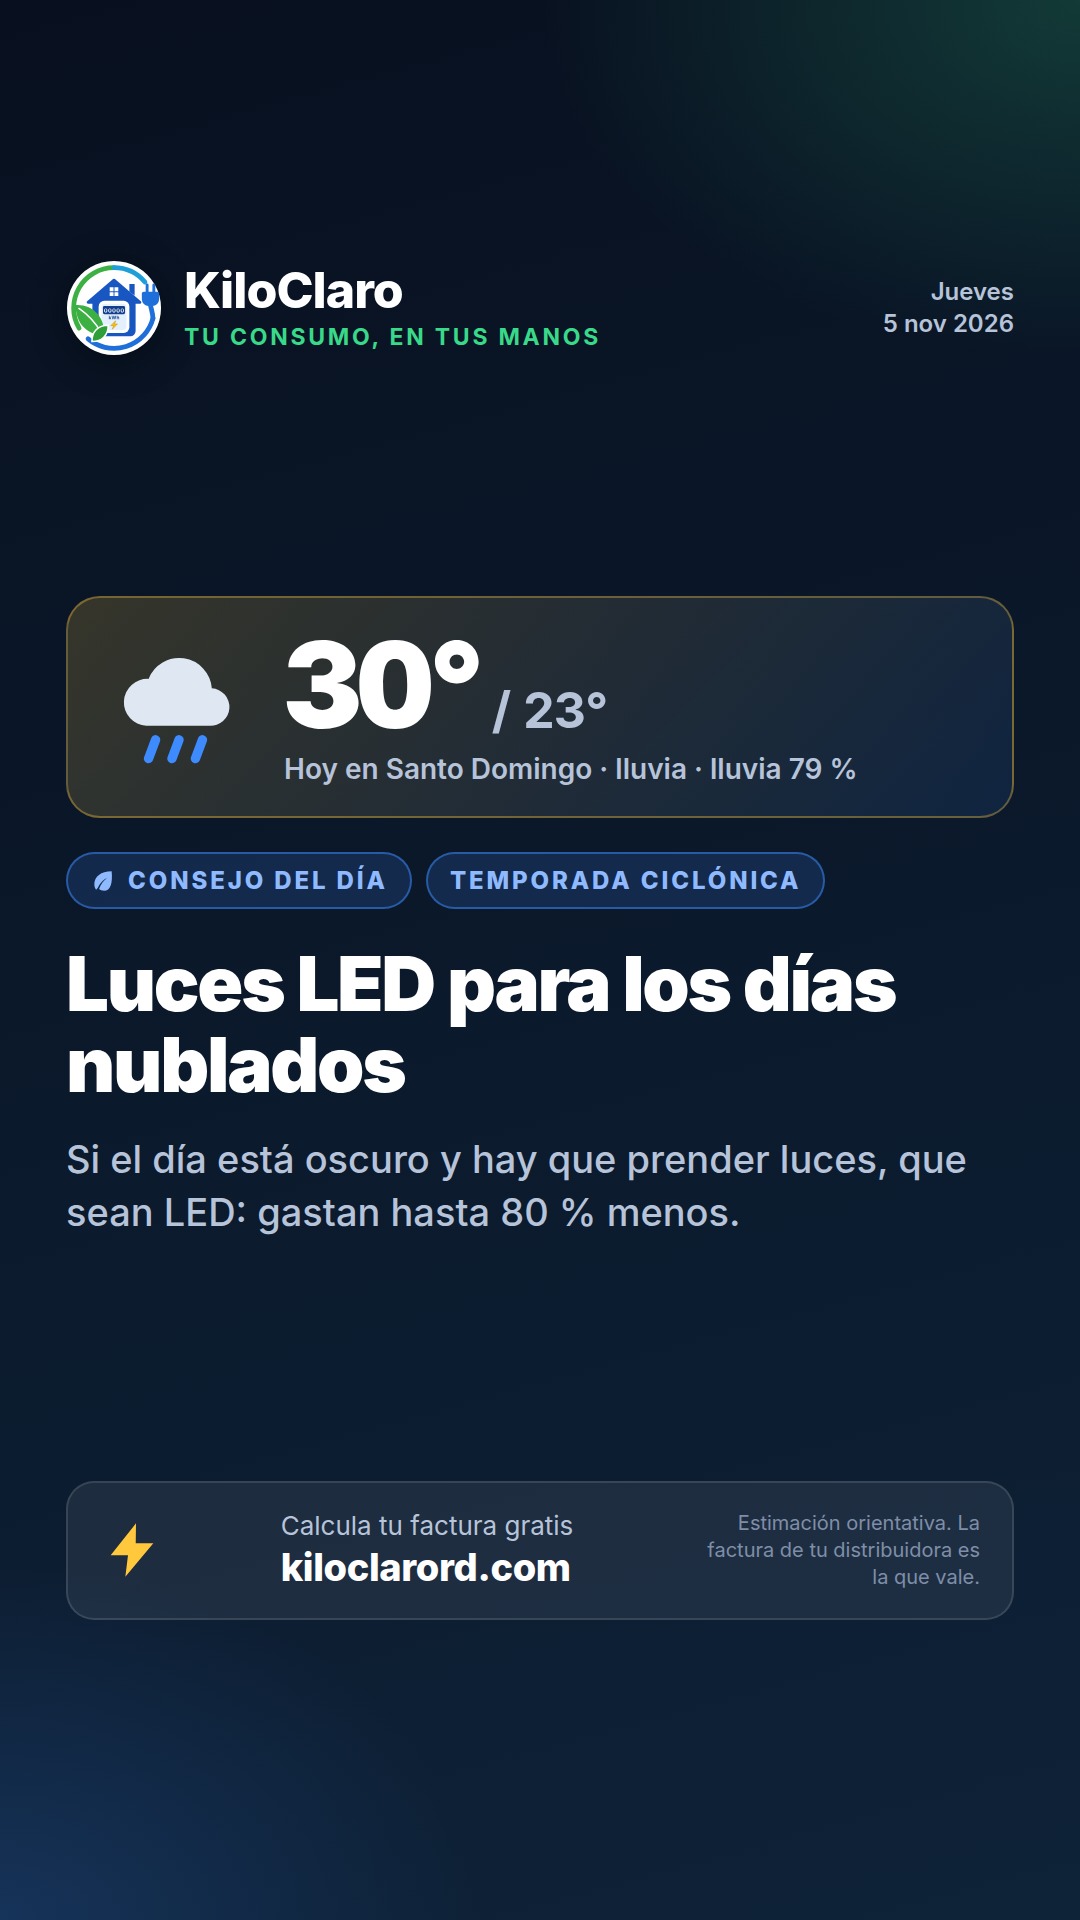 KiloClaro
TU CONSUMO, EN TUS MANOS
Jueves
5 nov 2026
30° / 23°
Hoy en Santo Domingo · lluvia · lluvia 79 %
CONSEJO DEL DÍA
TEMPORADA CICLÓNICA
Luces LED para los días
nublados
Si el día está oscuro y hay que prender luces, que
sean LED: gastan hasta 80 % menos.
Calcula tu factura gratis
kiloclarord.com
Estimación orientativa. La
factura de tu distribuidora es
la que vale.